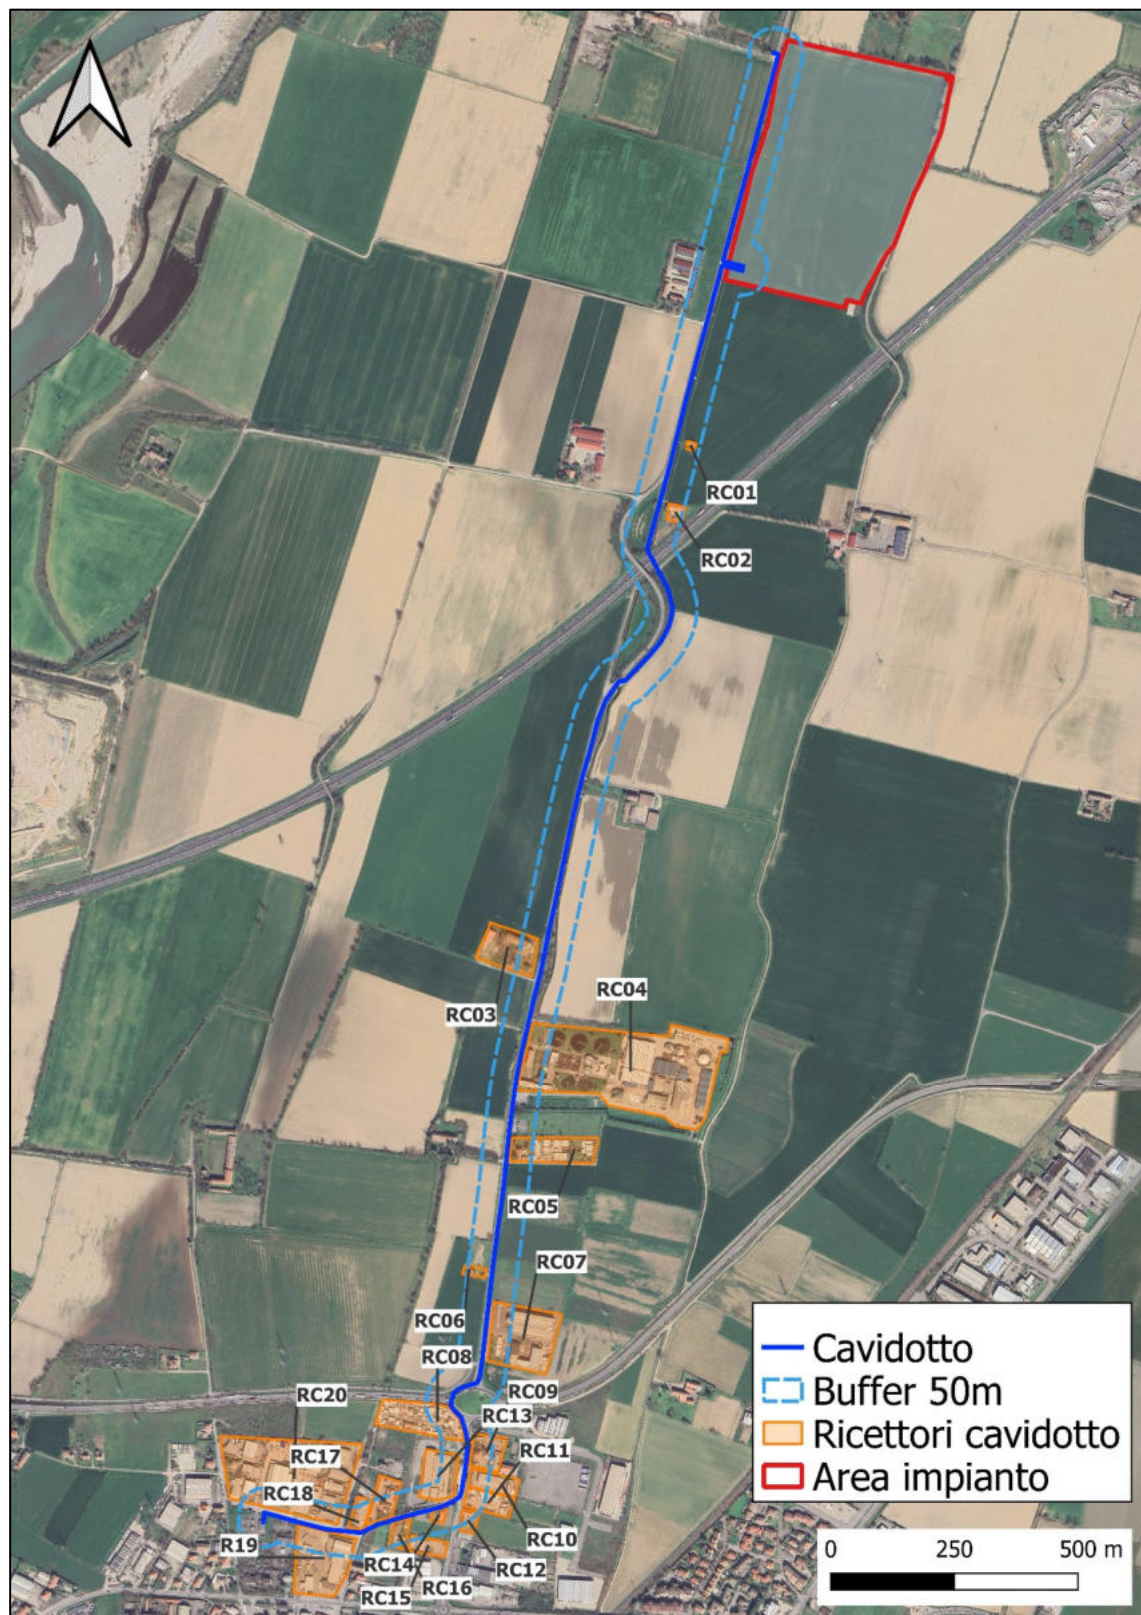 RC01
RC02
RC03
RC04
RC05
RC07
RC06
RC08
RC09
RC20
RC13
RC17
RC11
RC18
RC10
R19
RC14
RC12
RC16
RC15
Cavidotto
Buffer 50m
Ricettori cavidotto
Area impianto
0 250 500 m